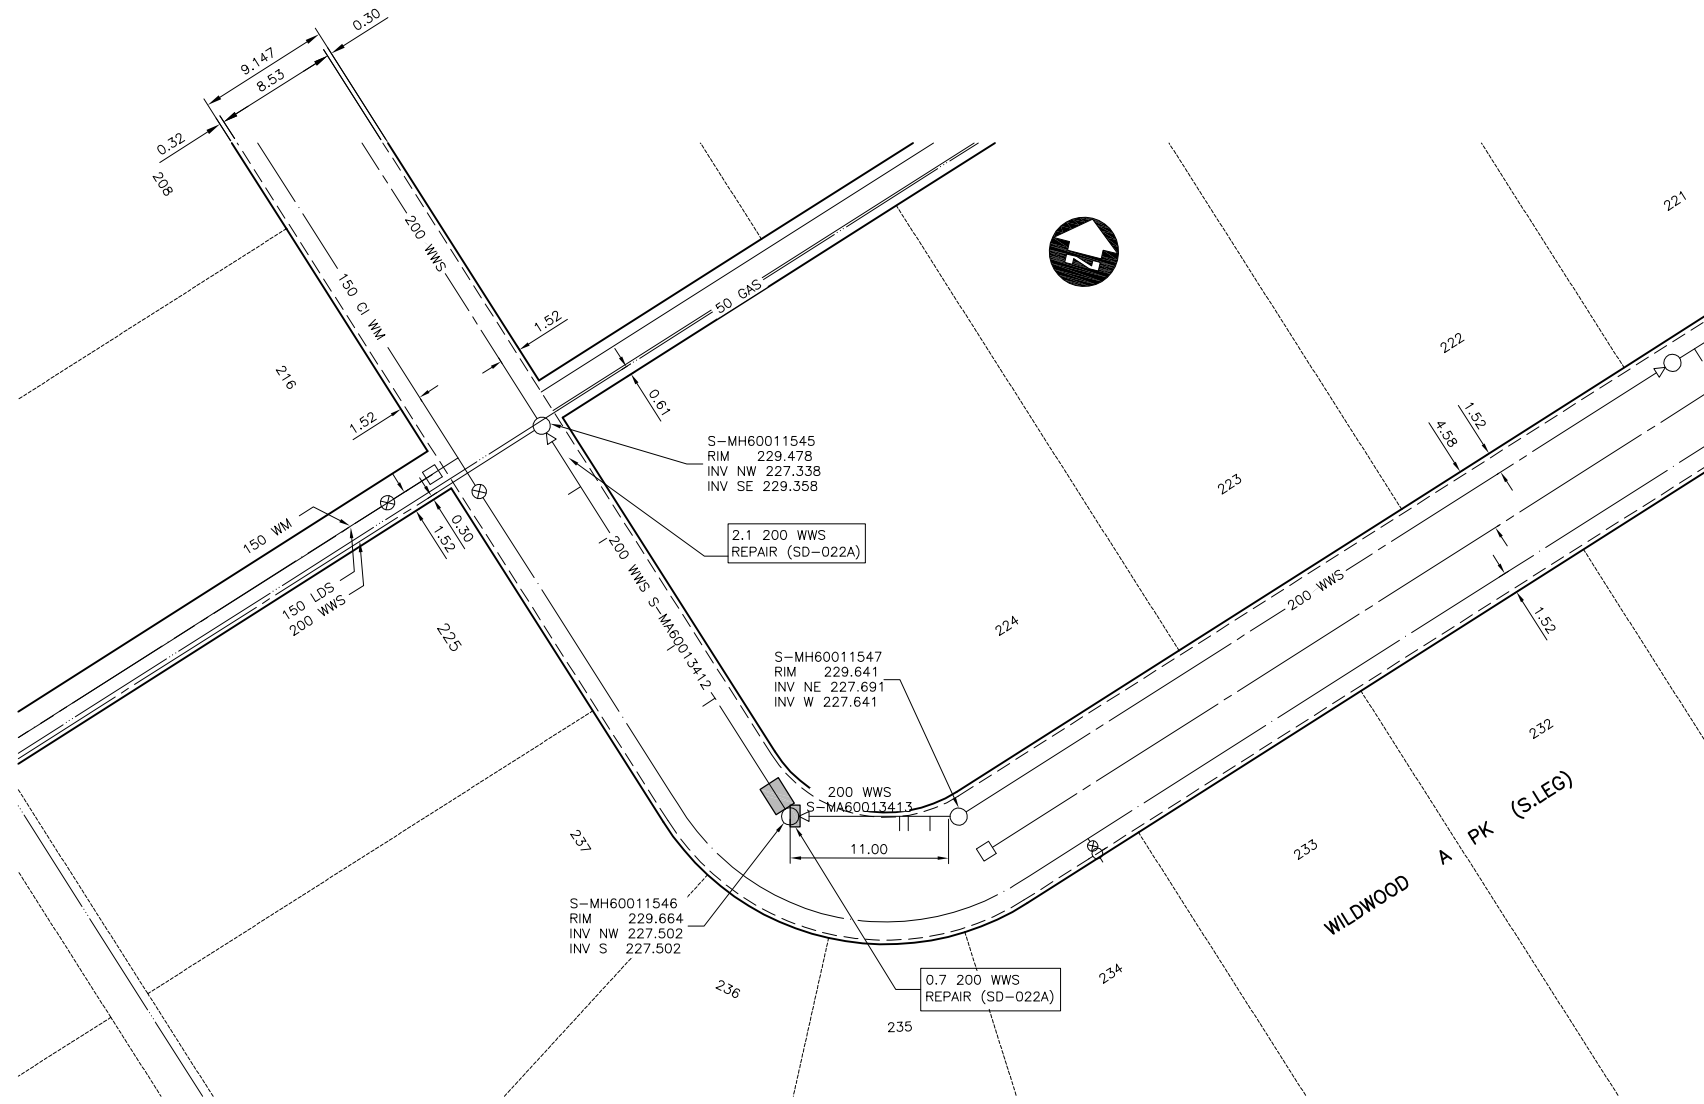 0.30
9.147
8.53
0.32
208
200 WWS
150 CI WM
221
N
50 GAS
1.52
222
216
0.61
1.52
1.52
4.58
S-MH60011545
RIM 229.478
INV NW 227.338
INV SE 229.358
223
0.30
1.52
150 WM
2.1 200 WWS
REPAIR (SD-022A)
200 WWS S-MA60013412
200 WWS
150 LDS
200 WWS
1.52
225
224
S-MH60011547
RIM 229.641
INV NE 227.691
INV W 227.641
232
200 WWS
S-MA60013413
11.00
237
233
WILDWOOD A PK (S.LEG)
S-MH60011546
RIM 229.664
INV NW 227.502
INV S 227.502
0.7 200 WWS
REPAIR (SD-022A)
234
236
235